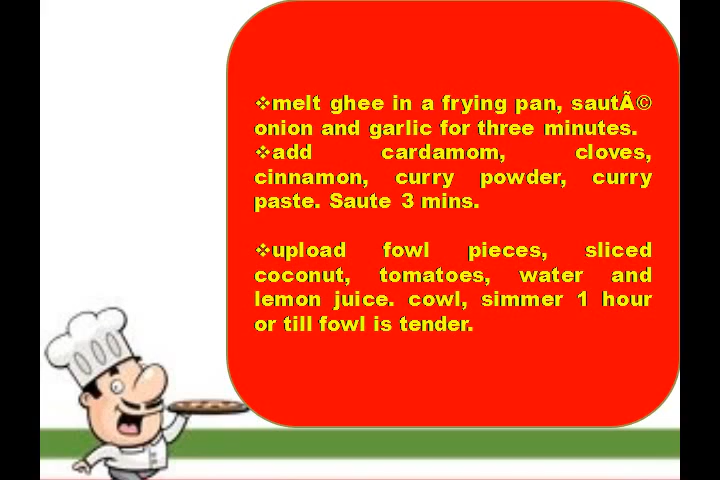 ❖melt ghee in a frying pan, sautÃ©
onion and garlic for three minutes.
❖add cardamom, cloves,
cinnamon, curry powder, curry
paste. Saute 3 mins.
❖upload fowl pieces, sliced
coconut, tomatoes, water and
lemon juice. cowl, simmer 1 hour
or till fowl is tender.